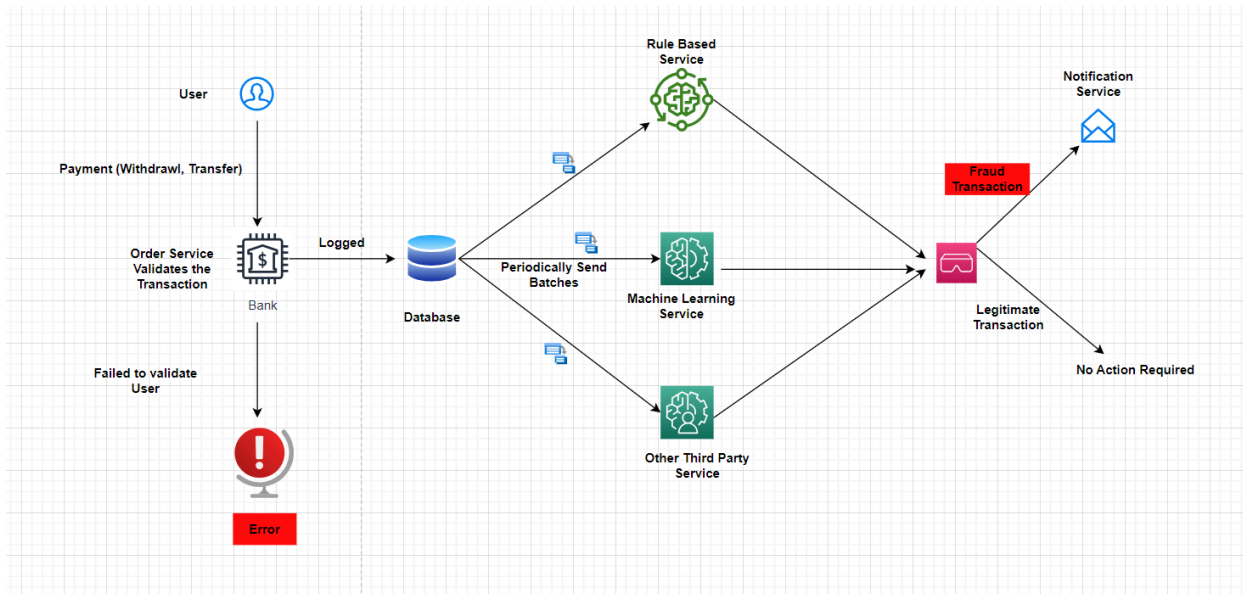 User
Payment (Withdrawl, Transfer)
Order Service
Validates the
Transaction
$
Bank
Failed to validate
User
Error
Logged
Database
Periodically Send
Batches
Rule Based
Service
Machine Learning
Service
Other Third Party
Service
Notification
Service
Fraud
Transaction
Legitimate
Transaction
No Action Required